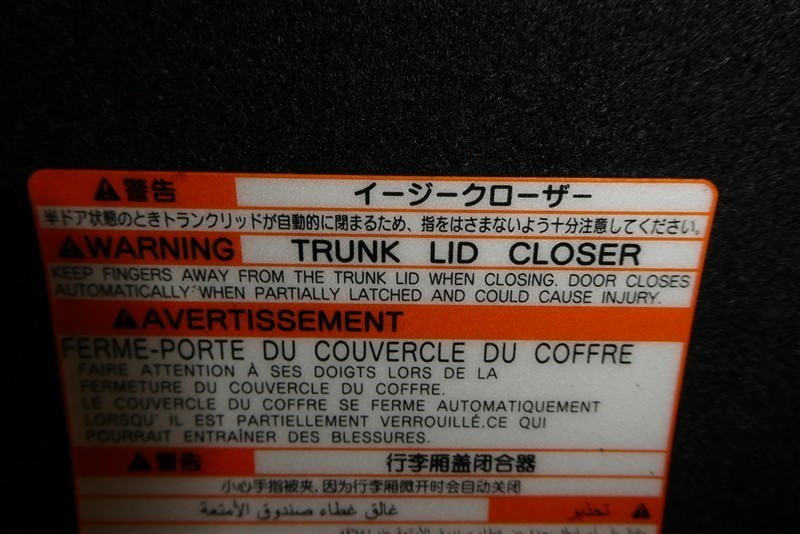 ⚠警告 イージークローザー
半ドア状態のときトランクリッドが自動的に閉まるため、指をはさまないよう十分注意してください。
⚠WARNING TRUNK LID CLOSER
KEEP FINGERS AWAY FROM THE TRUNK LID WHEN CLOSING. DOOR CLOSES
AUTOMATICALLY WHEN PARTIALLY LATCHED AND COULD CAUSE INJURY.
⚠AVERTISSEMENT
FERME-PORTE DU COUVERCLE DU COFFRE
FAIRE ATTENTION À SES DOIGTS LORS DE LA
FERMETURE DU COUVERCLE DU COFFRE.
LE COUVERCLE DU COFFRE SE FERME AUTOMATIQUEMENT
LORSQU' IL EST PARTIELLEMENT VERROUILLÉ.CE QUI
POURRAIT ENTRAÎNER DES BLESSURES.
⚠警告 行李厢盖闭合器
小心手指被夹,因为行李厢微开时会自动关闭
⚠ تحذير غالق غطاء صندوق الأمتعة